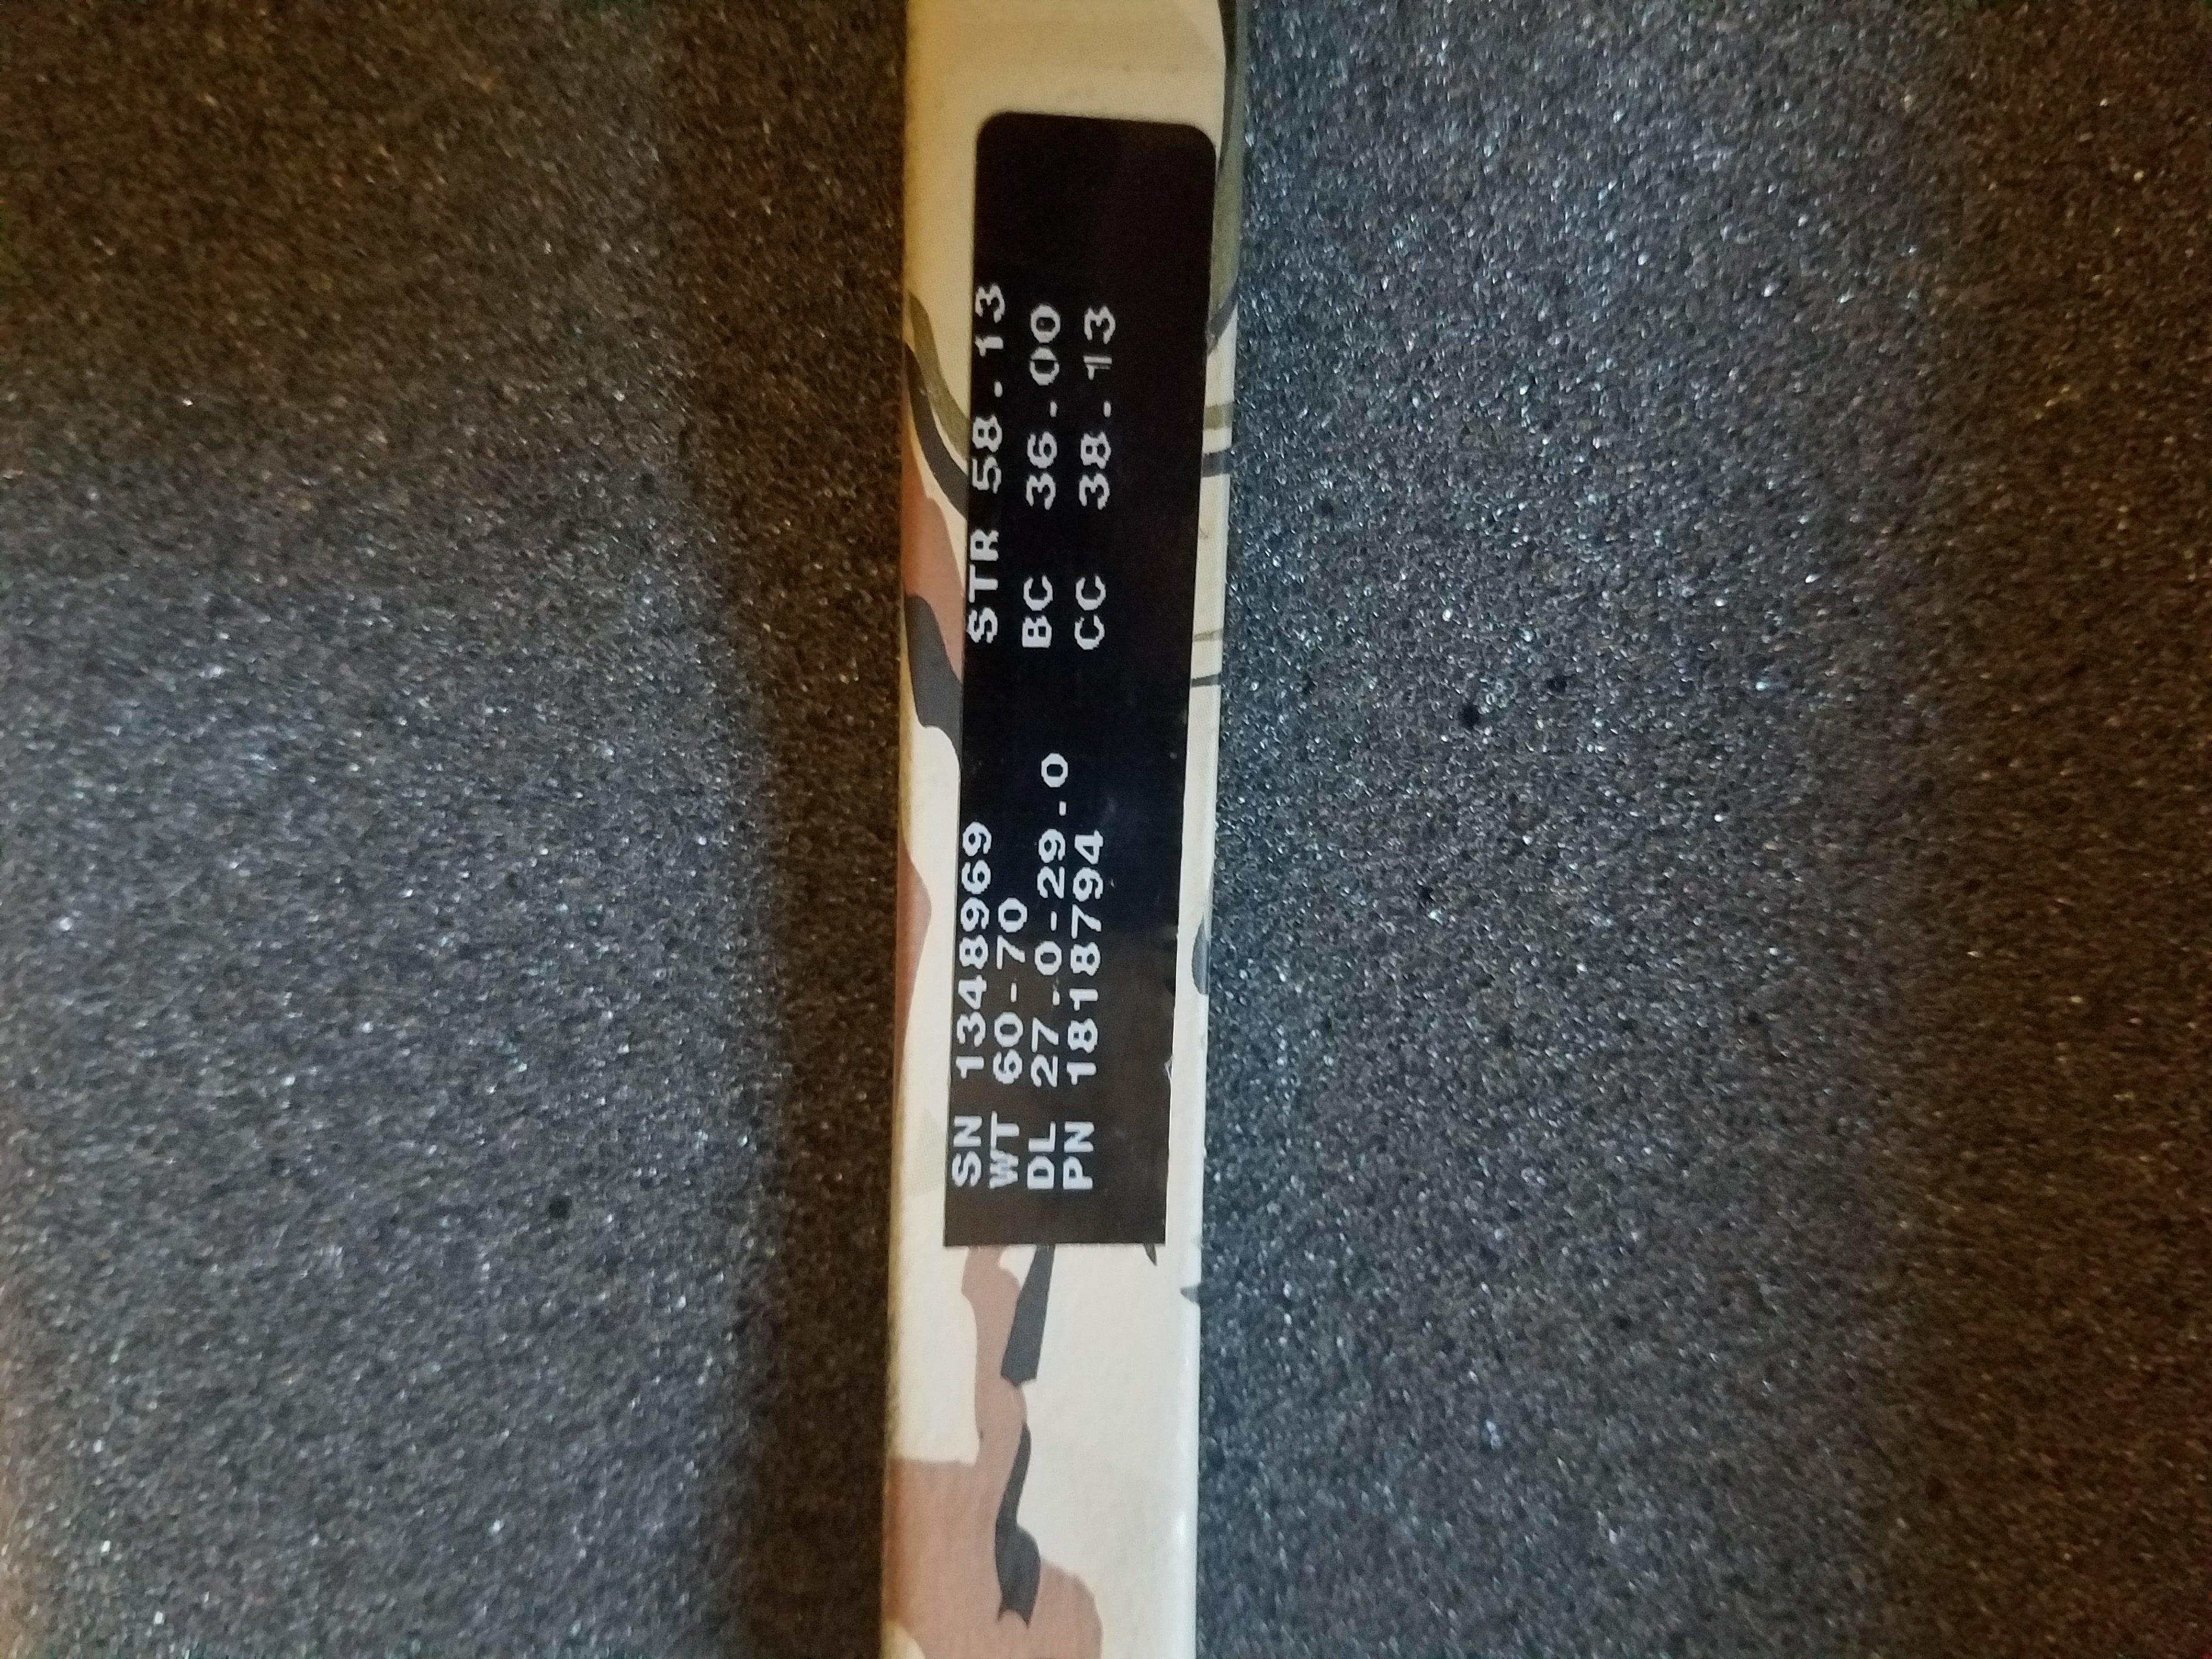 SN 1348969 STR 58-13
WT 60-70 BC 36-00
DL 27.0-29.0 CC 38-13
PN 1818794